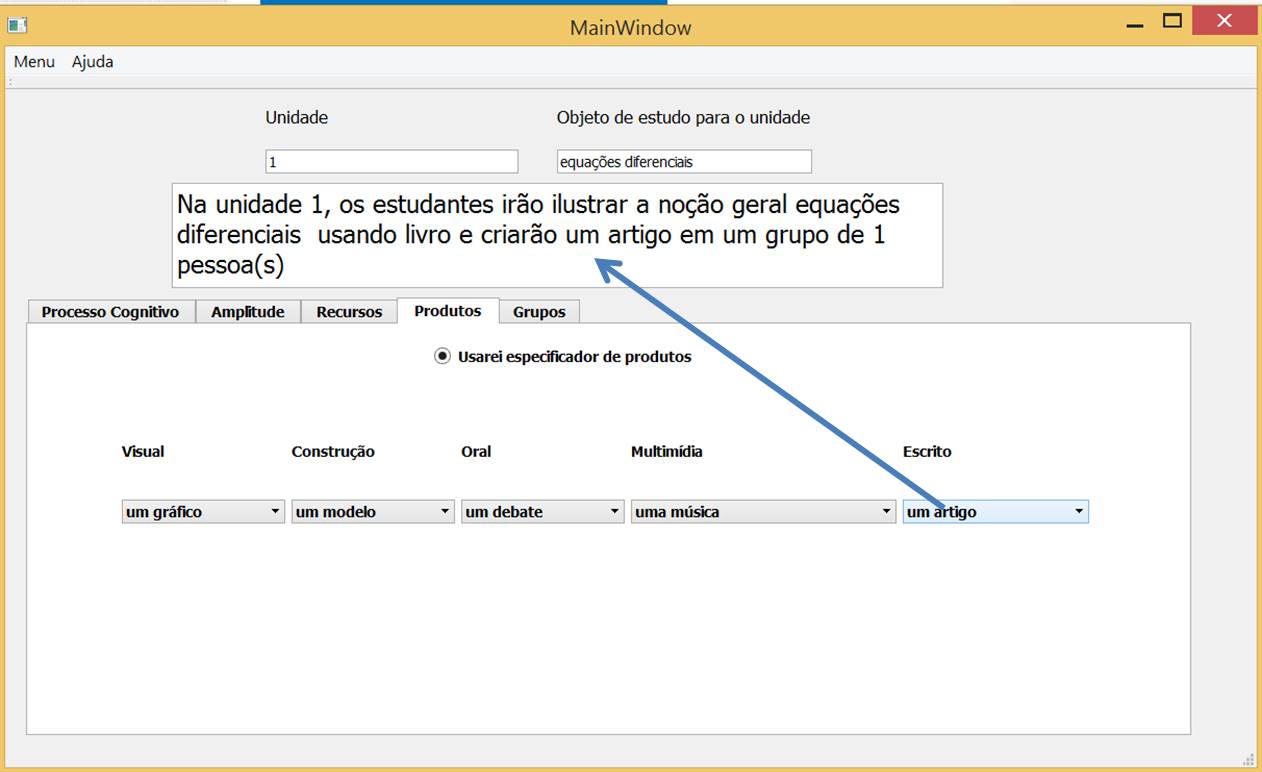 MainWindow
Menu Ajuda
Unidade Objeto de estudo para o unidade
1 equações diferenciais
Na unidade 1, os estudantes irão ilustrar a noção geral equações
diferenciais  usando livro e criarão um artigo em um grupo de 1
pessoa(s)
Processo Cognitivo Amplitude Recursos Produtos Grupos
Usarei especificador de produtos
Visual Construção Oral Multimídia Escrito
um gráfico um modelo um debate uma música um artigo